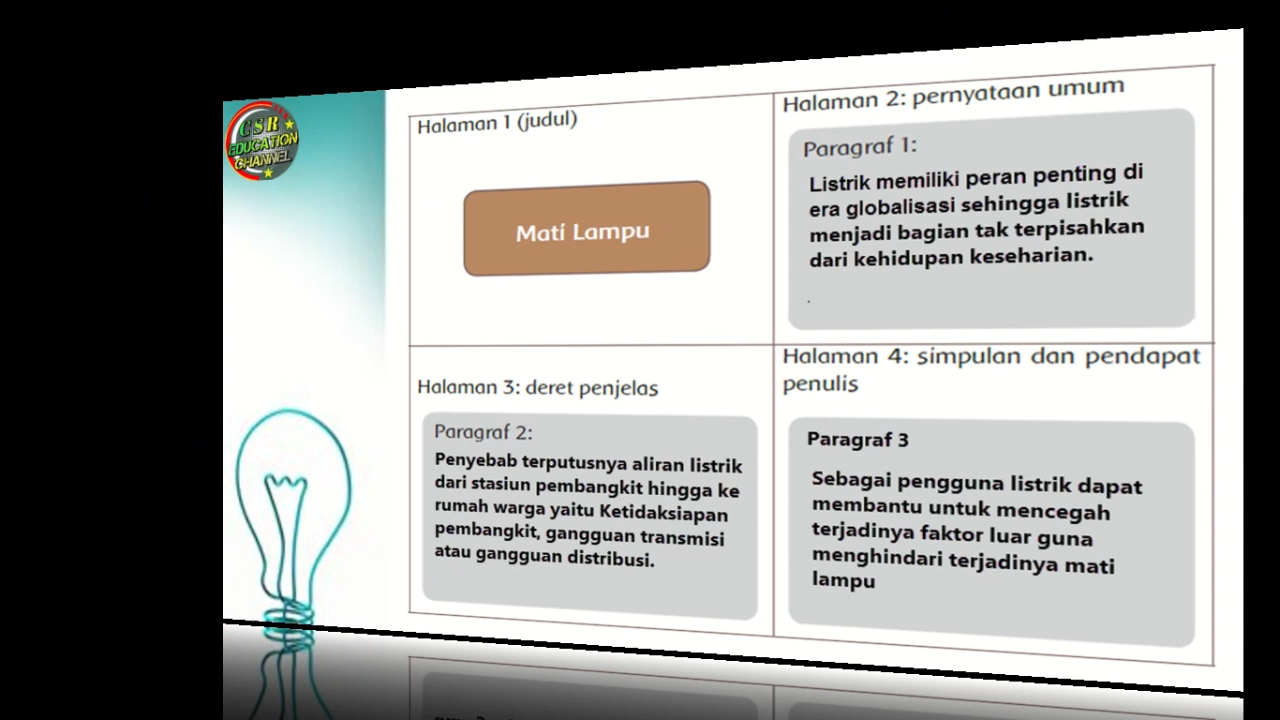 CSR
EDUCATION
CHANNEL
Halaman 1 (judul)
Mati Lampu
Halaman 2: pernyataan umum
Paragraf 1:
Listrik memiliki peran penting di
era globalisasi sehingga listrik
menjadi bagian tak terpisahkan
dari kehidupan keseharian.
.
Halaman 3: deret penjelas
Paragraf 2:
Penyebab terputusnya aliran listrik
dari stasiun pembangkit hingga ke
rumah warga yaitu Ketidaksiapan
pembangkit, gangguan transmisi
atau gangguan distribusi.
Halaman 4: simpulan dan pendapat
penulis
Paragraf 3
Sebagai pengguna listrik dapat
membantu untuk mencegah
terjadinya faktor luar guna
menghindari terjadinya mati
lampu